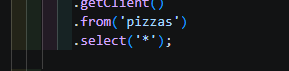 .getClient()
.from('pizzas')
.select('*');